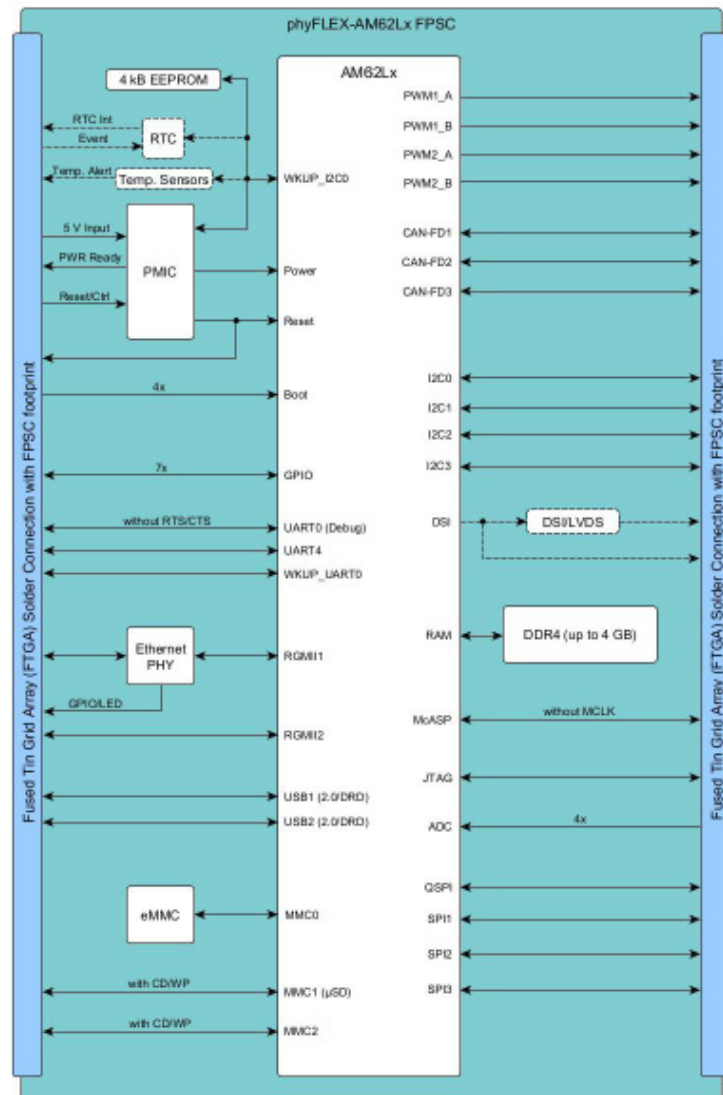 phyFLEX-AM62Lx FPSC
Fused Tin Grid Array (FTGA) Solder Connection with FPSC footprint
4 kB EEPROM
RTC Int
RTC
Event
Temp. Alert
Temp. Sensors
5 V Input
PWR Ready
PMIC
Reset/Ctrl
4x
7x
without RTS/CTS
Ethernet
PHY
GPIO/LED
eMMC
with CD/WP
with CD/WP
AM62Lx
WKUP_I2C0
Power
Reset
Boot
GPIO
UART0 (Debug)
UART4
WKUP_UART0
RGMII1
RGMII2
USB1 (2.0/DRD)
USB2 (2.0/DRD)
MMC0
MMC1 (µSD)
MMC2
PWM1_A
PWM1_B
PWM2_A
PWM2_B
CAN-FD1
CAN-FD2
CAN-FD3
I2C0
I2C1
I2C2
I2C3
DSI
DSI/LVDS
RAM
DDR4 (up to 4 GB)
McASP
without MCLK
JTAG
ADC
4x
QSPI
SPI1
SPI2
SPI3
Fused Tin Grid Array (FTGA) Solder Connection with FPSC footprint